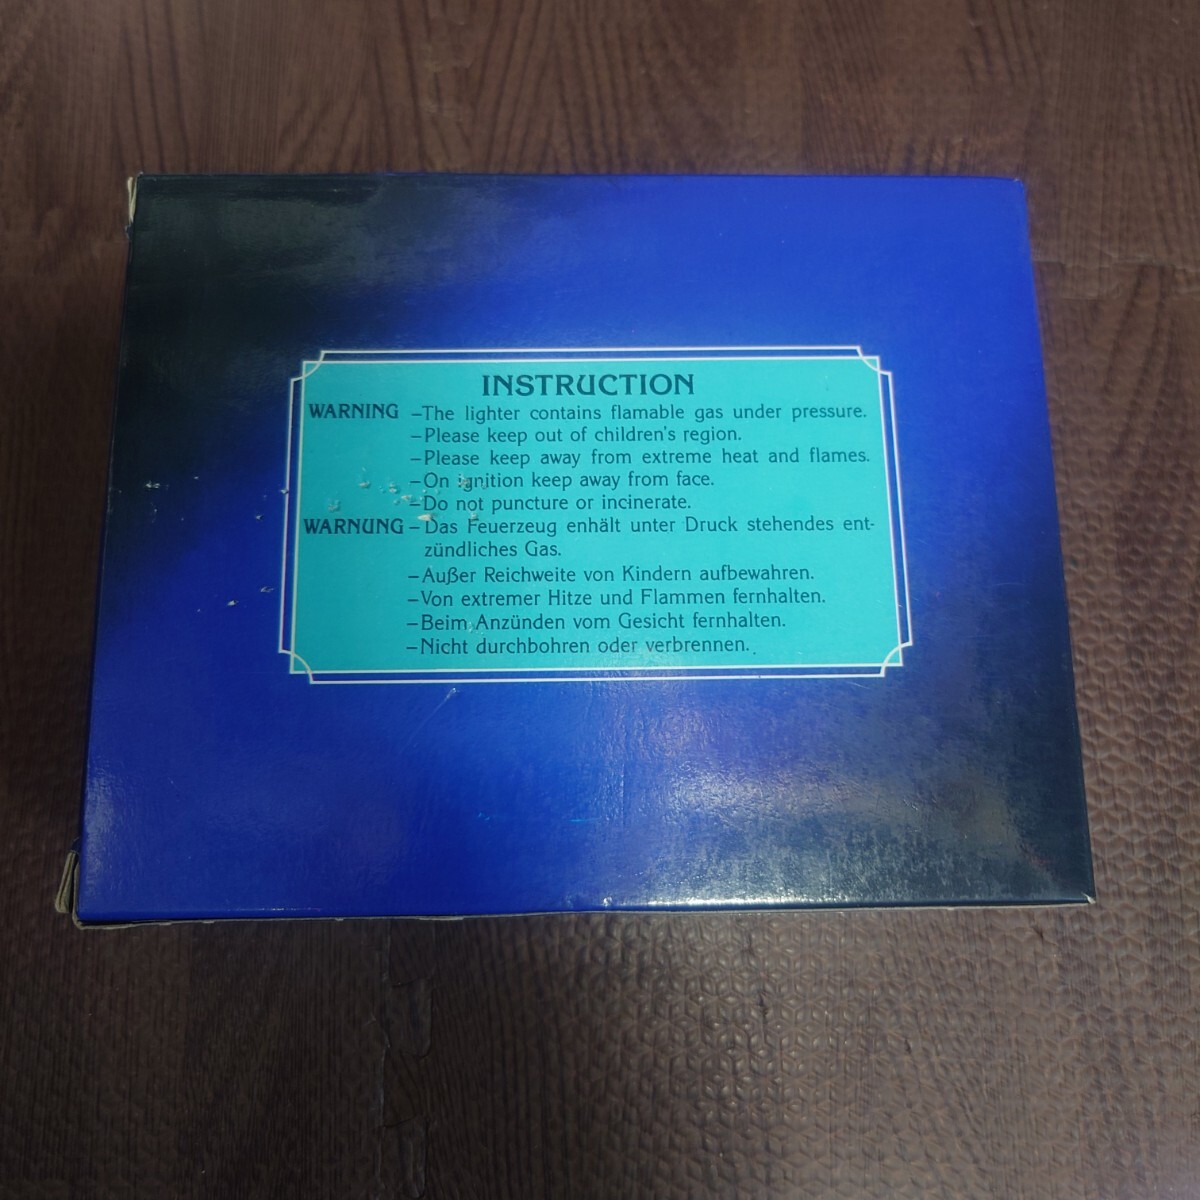 INSTRUCTION
WARNING –The lighter contains flamable gas under pressure.
–Please keep out of children's region.
–Please keep away from extreme heat and flames.
–On ignition keep away from face.
–Do not puncture or incinerate.
WARNUNG –Das Feuerzeug enhält unter Druck stehendes ent-
zündliches Gas.
–Außer Reichweite von Kindern aufbewahren.
–Von extremer Hitze und Flammen fernhalten.
–Beim Anzünden vom Gesicht fernhalten.
–Nicht durchbohren oder verbrennen.